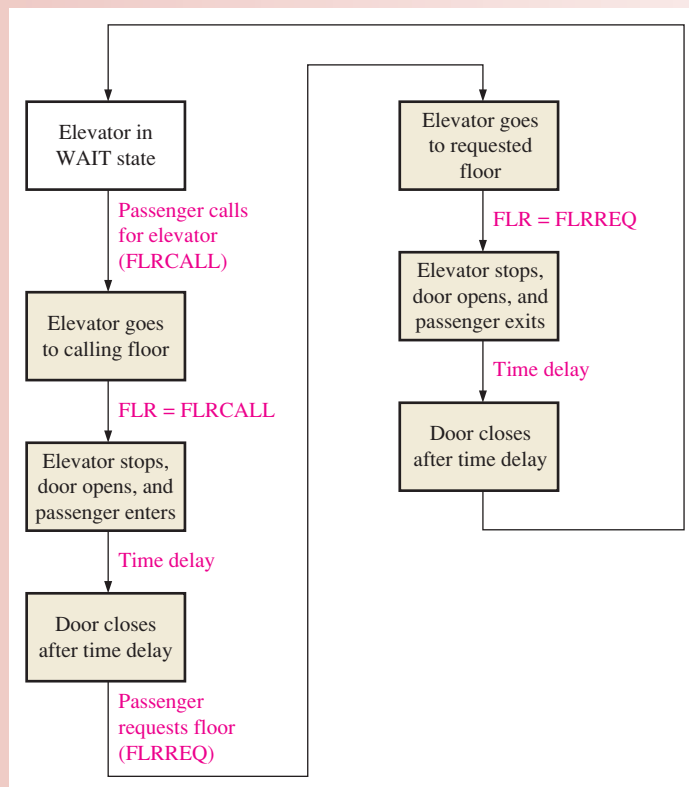 Elevator in
WAIT state
Passenger calls
for elevator
(FLRCALL)
Elevator goes
to calling floor
FLR = FLRCALL
Elevator stops,
door opens, and
passenger enters
Time delay
Door closes
after time delay
Passenger
requests floor
(FLRREQ)
Elevator goes
to requested
floor
FLR = FLRREQ
Elevator stops,
door opens, and
passenger exits
Time delay
Door closes
after time delay